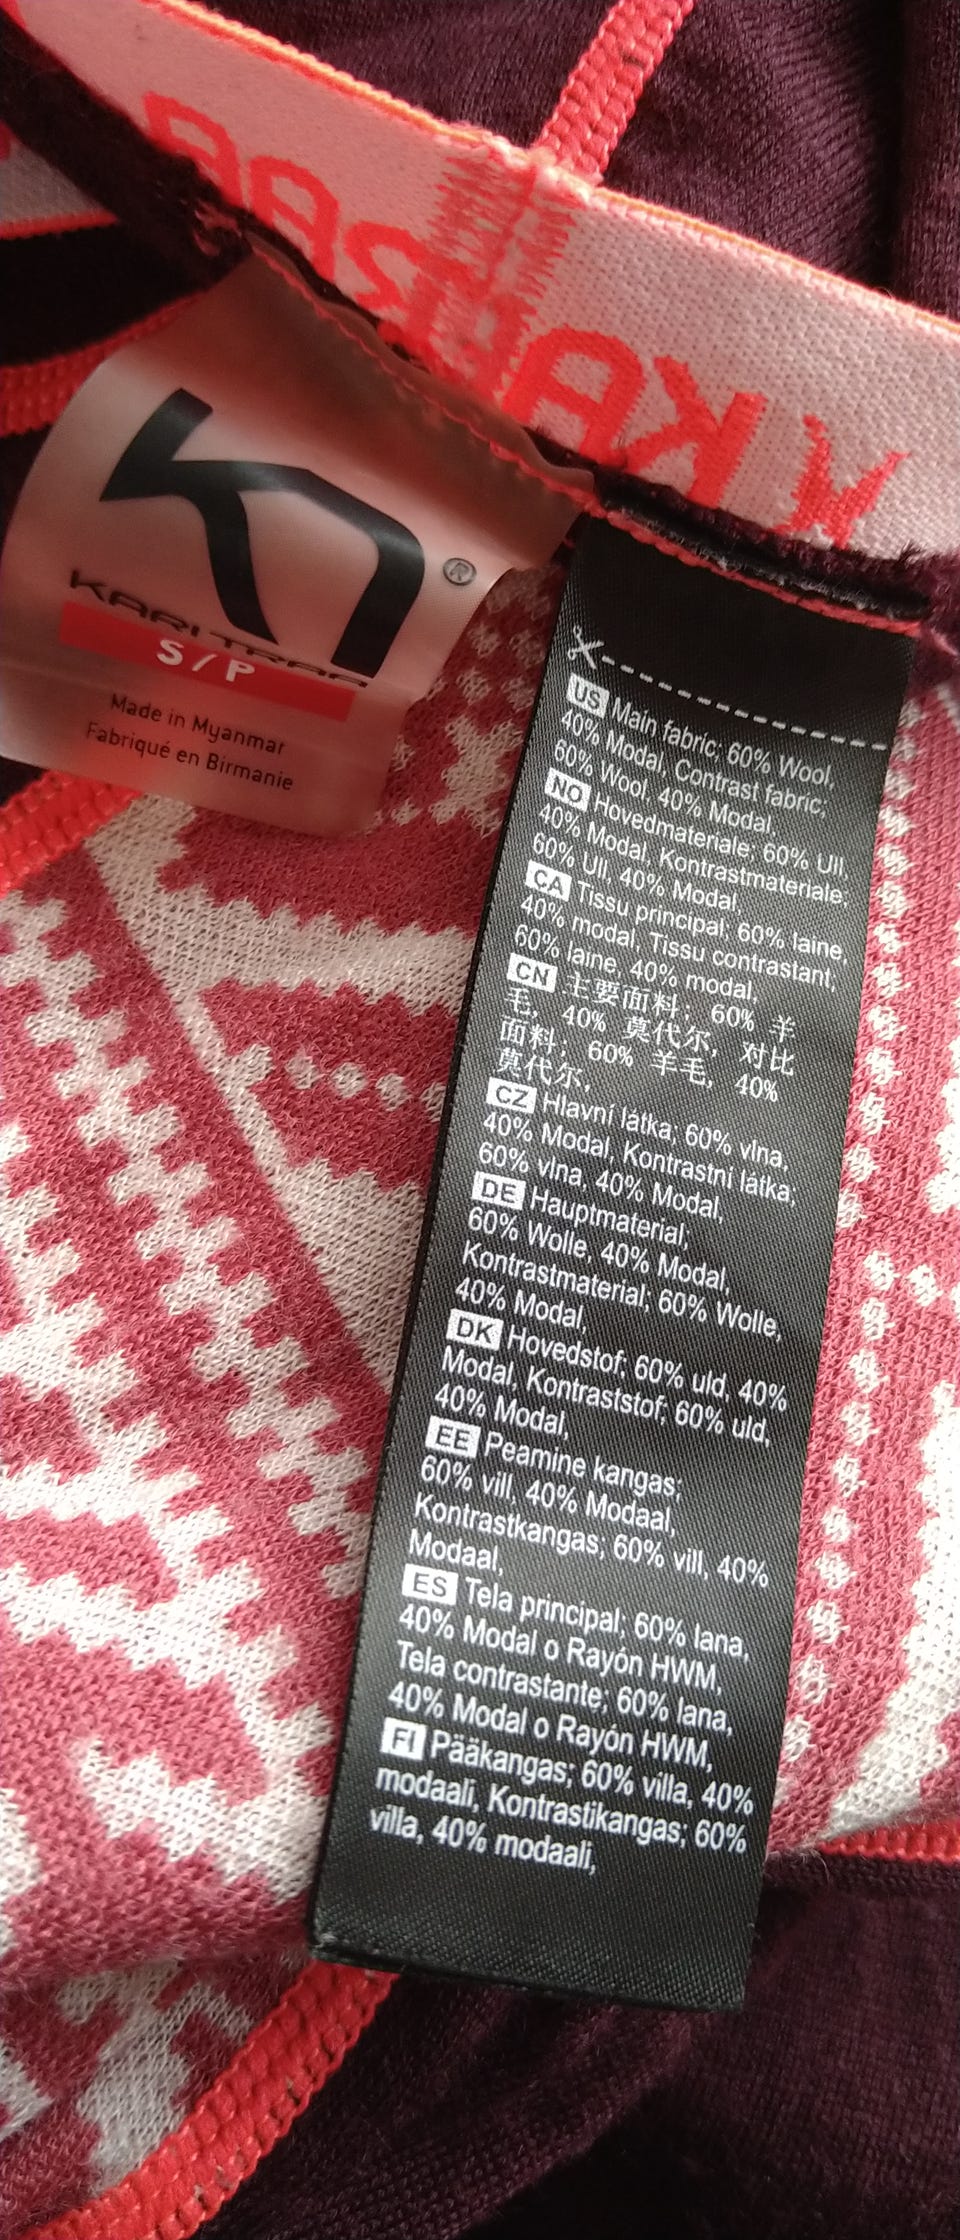 KARI TRAA
KARI TRAA
S / P
Made in Myanmar
Fabriqué en Birmanie
US Main fabric; 60% Wool,
40% Modal, Contrast fabric;
60% Wool, 40% Modal,
NO Hovedmateriale; 60% Ull,
40% Modal, Kontrastmateriale;
60% Ull, 40% Modal,
CA Tissu principal; 60% laine,
40% modal, Tissu contrastant,
60% laine, 40% modal,
CN 主要面料; 60% 羊
毛, 40% 莫代尔, 对比
面料; 60% 羊毛, 40%
莫代尔,
CZ Hlavní látka; 60% vlna,
40% Modal, Kontrastní látka;
60% vlna, 40% Modal,
DE Hauptmaterial;
60% Wolle, 40% Modal,
Kontrastmaterial; 60% Wolle,
40% Modal,
DK Hovedstof; 60% uld, 40%
Modal, Kontraststof; 60% uld,
40% Modal,
EE Peamine kangas;
60% vill, 40% Modaal,
Kontrastkangas; 60% vill, 40%
Modaal,
ES Tela principal; 60% lana,
40% Modal o Rayón HWM,
Tela contrastante; 60% lana,
40% Modal o Rayón HWM,
FI Pääkangas; 60% villa, 40%
modaali, Kontrastikangas; 60%
villa, 40% modaali,